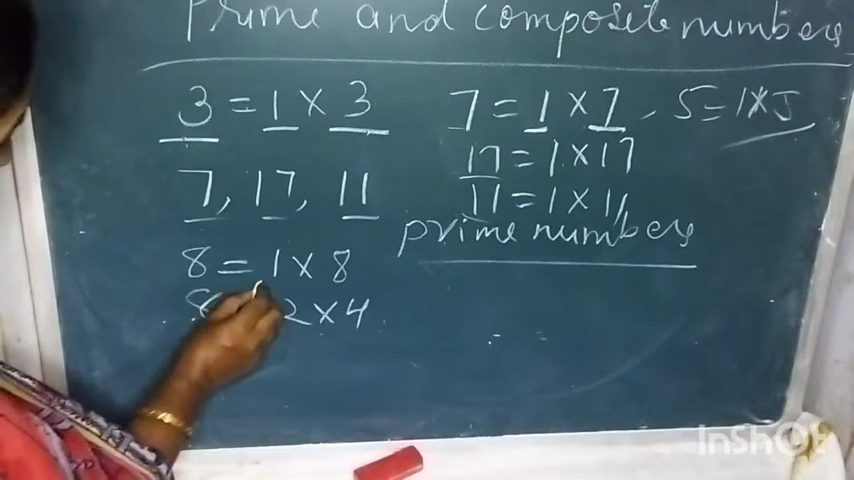 Prime and composite numbers
3 = 1 × 3
7 = 1 × 7, 5 = 1 × 5
17 = 1 × 17
7, 17, 11
11 = 1 × 11
prime numbers
8 = 1 × 8
8 2 × 4
InShOt